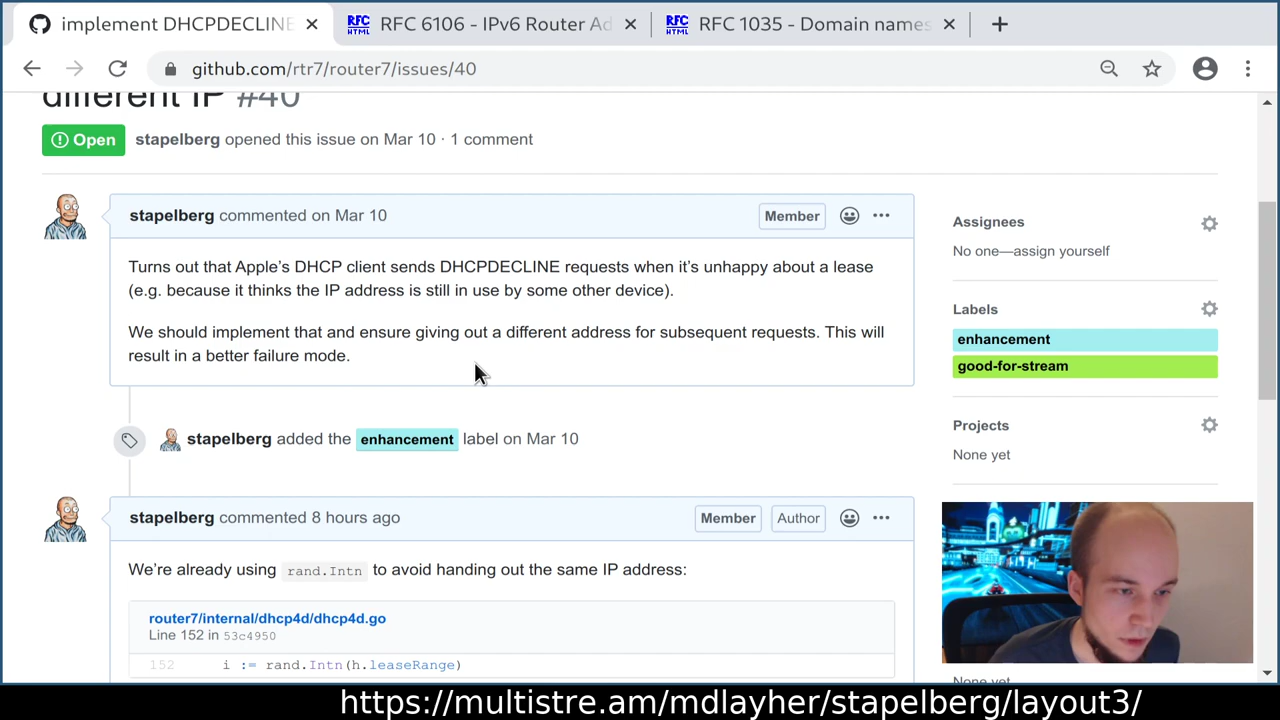 implement DHCPDECLINE
RFC 6106 - IPv6 Router Ad
RFC 1035 - Domain names
github.com/rtr7/router7/issues/40
different IP #40
Open stapelberg opened this issue on Mar 10 · 1 comment
stapelberg commented on Mar 10 Member
Turns out that Apple’s DHCP client sends DHCPDECLINE requests when it’s unhappy about a lease
(e.g. because it thinks the IP address is still in use by some other device).
We should implement that and ensure giving out a different address for subsequent requests. This will
result in a better failure mode.
stapelberg added the enhancement label on Mar 10
stapelberg commented 8 hours ago Member Author
We’re already using rand.Intn to avoid handing out the same IP address:
router7/internal/dhcp4d/dhcp4d.go
Line 152 in 53c4950
152 i := rand.Intn(h.leaseRange)
Assignees
No one—assign yourself
Labels
enhancement
good-for-stream
Projects
None yet
None yet
https://multistre.am/mdlayher/stapelberg/layout3/